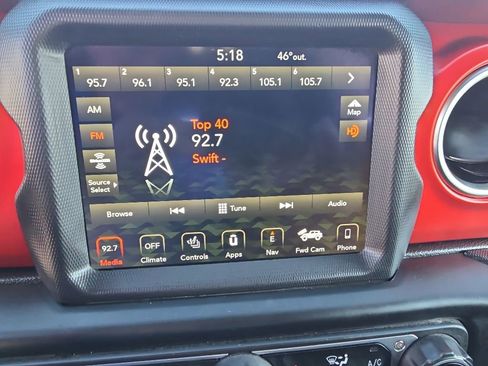 5:18 46°out.
1 2 3 4 5 6
95.7 96.1 95.1 92.3 105.1 105.7
AM
Map
FM
Top 40
92.7
Swift -
Source Select
Browse Tune Audio
92.7 OFF E
Media Climate Controls Apps Nav Fwd Cam Phone
A/C